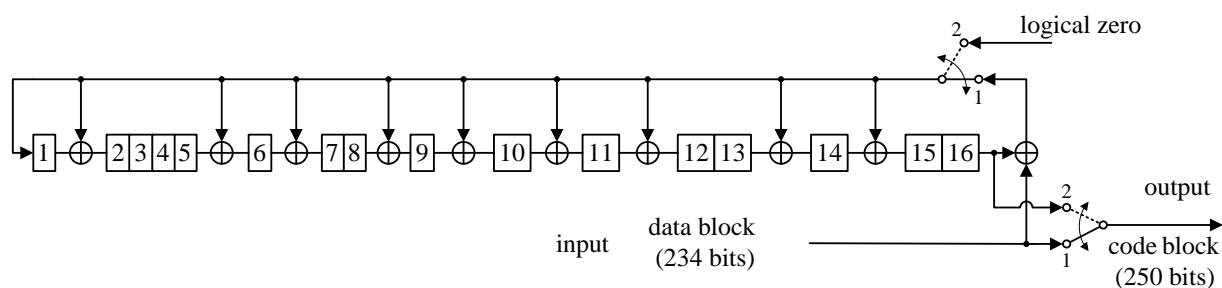 2
logical zero
1
1 2 3 4 5 6 7 8 9 10 11 12 13 14 15 16
2
output
input
data block
(234 bits)
1
code block
(250 bits)